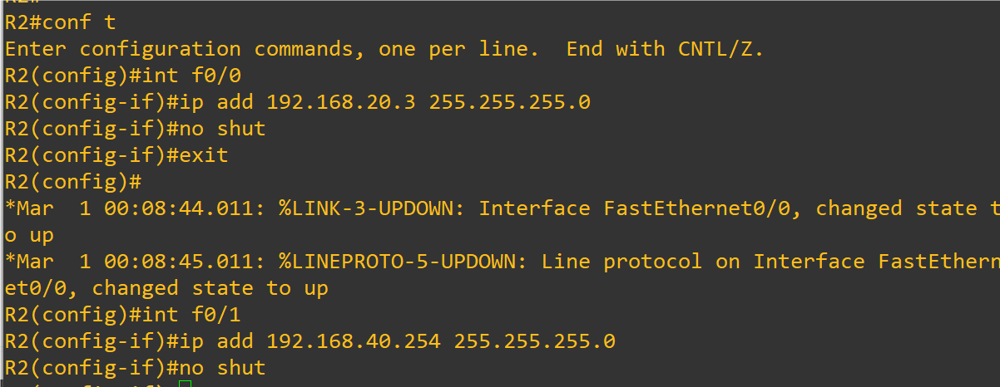 R2#
R2#conf t
Enter configuration commands, one per line.  End with CNTL/Z.
R2(config)#int f0/0
R2(config-if)#ip add 192.168.20.3 255.255.255.0
R2(config-if)#no shut
R2(config-if)#exit
R2(config)#
*Mar  1 00:08:44.011: %LINK-3-UPDOWN: Interface FastEthernet0/0, changed state t
o up
*Mar  1 00:08:45.011: %LINEPROTO-5-UPDOWN: Line protocol on Interface FastEthern
et0/0, changed state to up
R2(config)#int f0/1
R2(config-if)#ip add 192.168.40.254 255.255.255.0
R2(config-if)#no shut